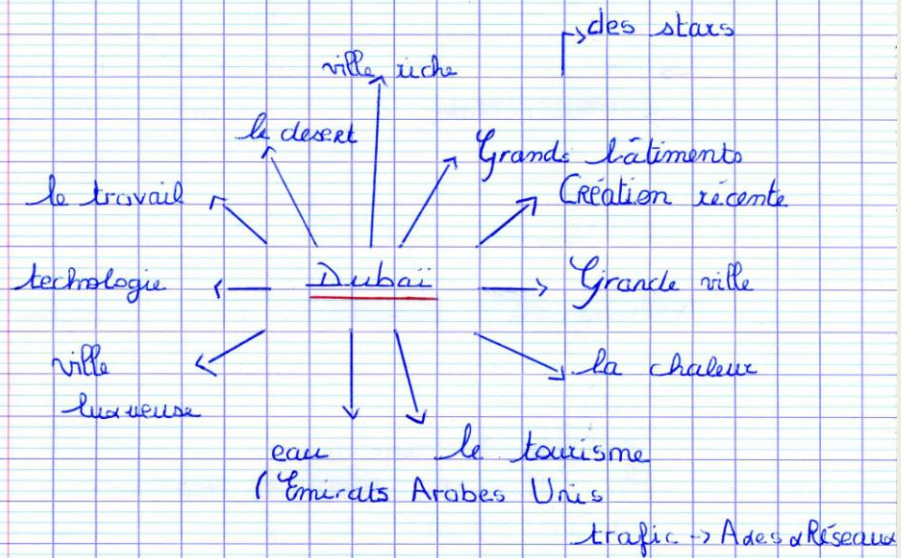 des stars
ville riche
le desert
Grands bâtiments
le travail
Création récente
technologie
Dubaï
Grande ville
ville
luxueuse
la chaleur
eau
le tourisme
(Emirats Arabes Unis
trafic -> Axes
Réseaux